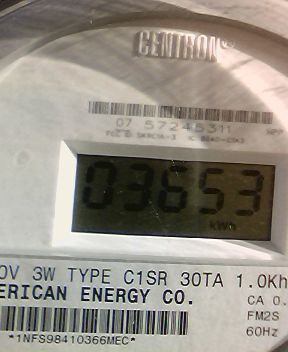 CENTRON®
07 57245311
03653
kWh
0V 3W TYPE C1SR 30TA 1.0Kh
ERICAN ENERGY CO.
CA 0.
FM2S
*1NFS98410366MEC*
60Hz